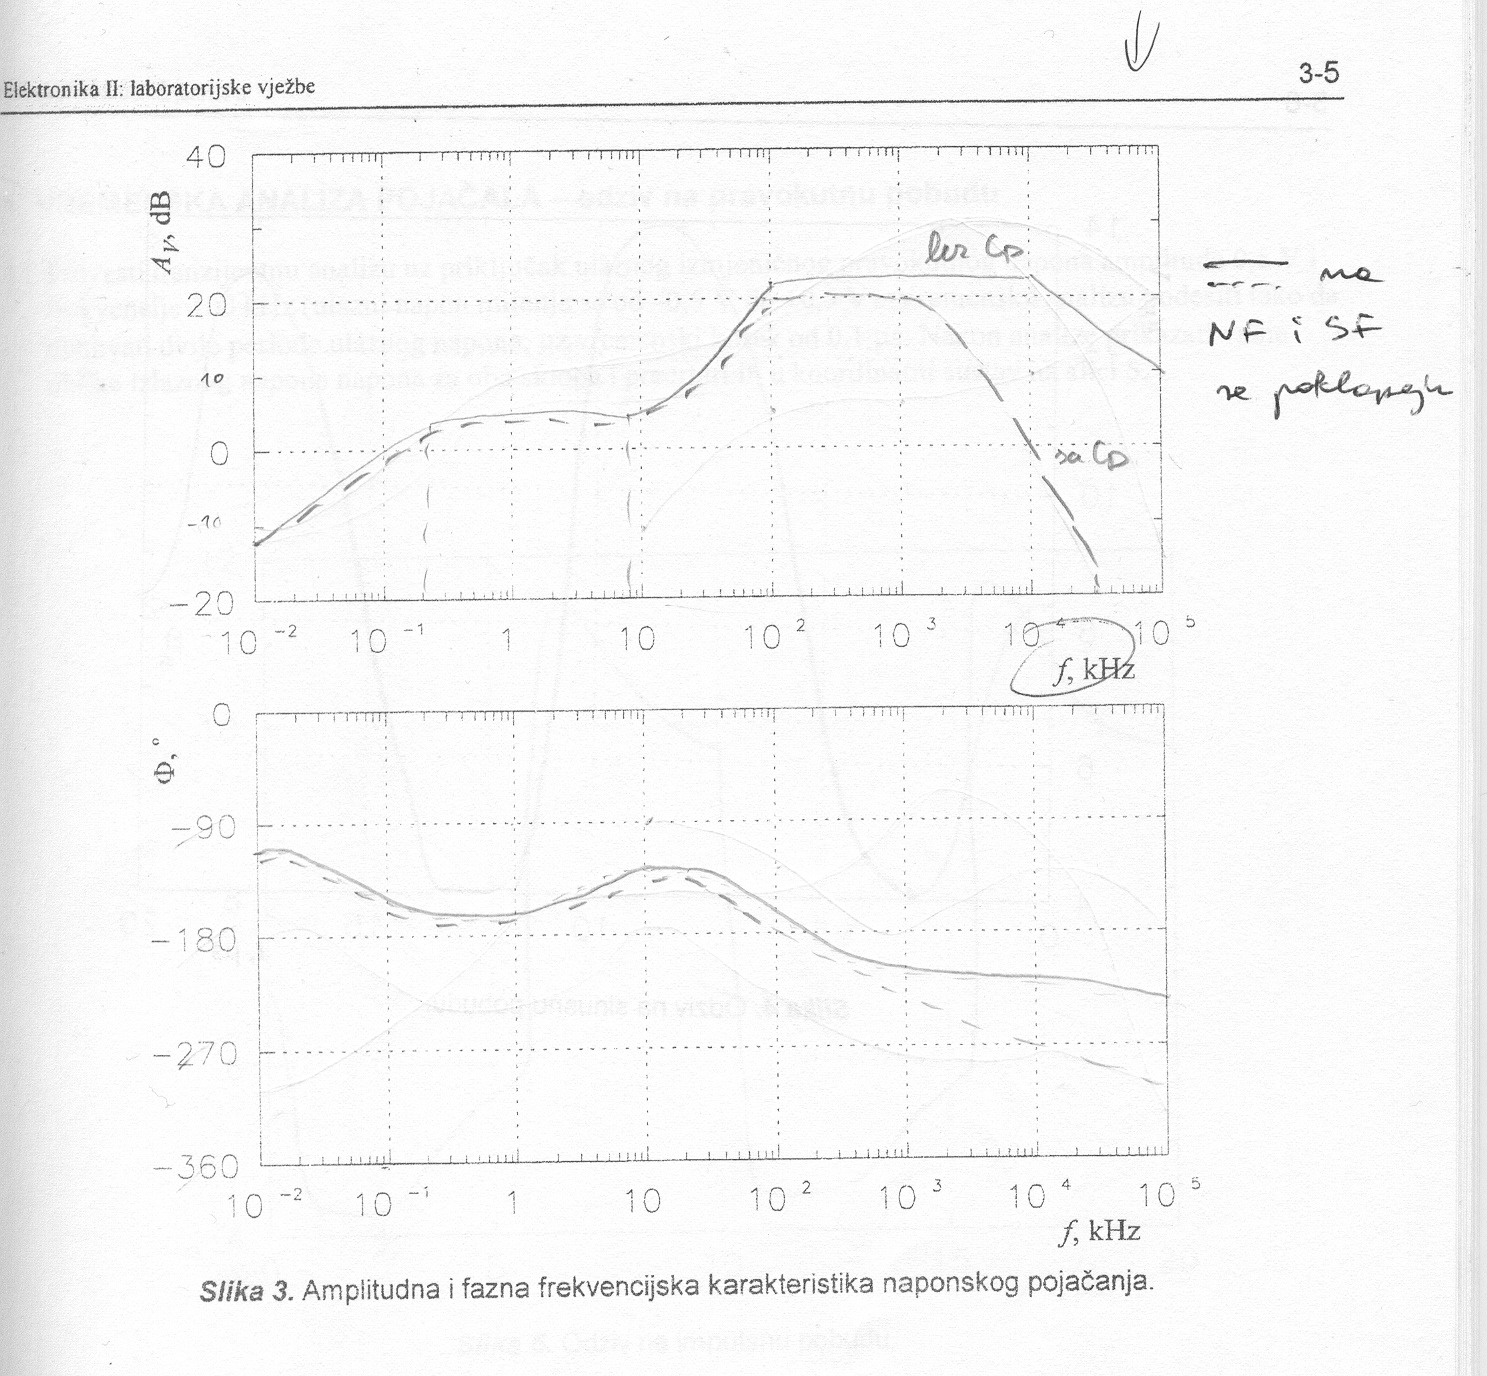 Elektronika II: laboratorijske vježbe
3-5
40
A_V, dB
20
10
0
-10
-20
bez CD
sa CD
na
NF i SF
se poklapaju
10 -2 10 -1 1 10 10 2 10 3 10 4 10 5
f, kHz
0
Φ, °
-90
-180
-270
-360
10 -2 10 -1 1 10 10 2 10 3 10 4 10 5
f, kHz
Slika 3. Amplitudna i fazna frekvencijska karakteristika naponskog pojačanja.